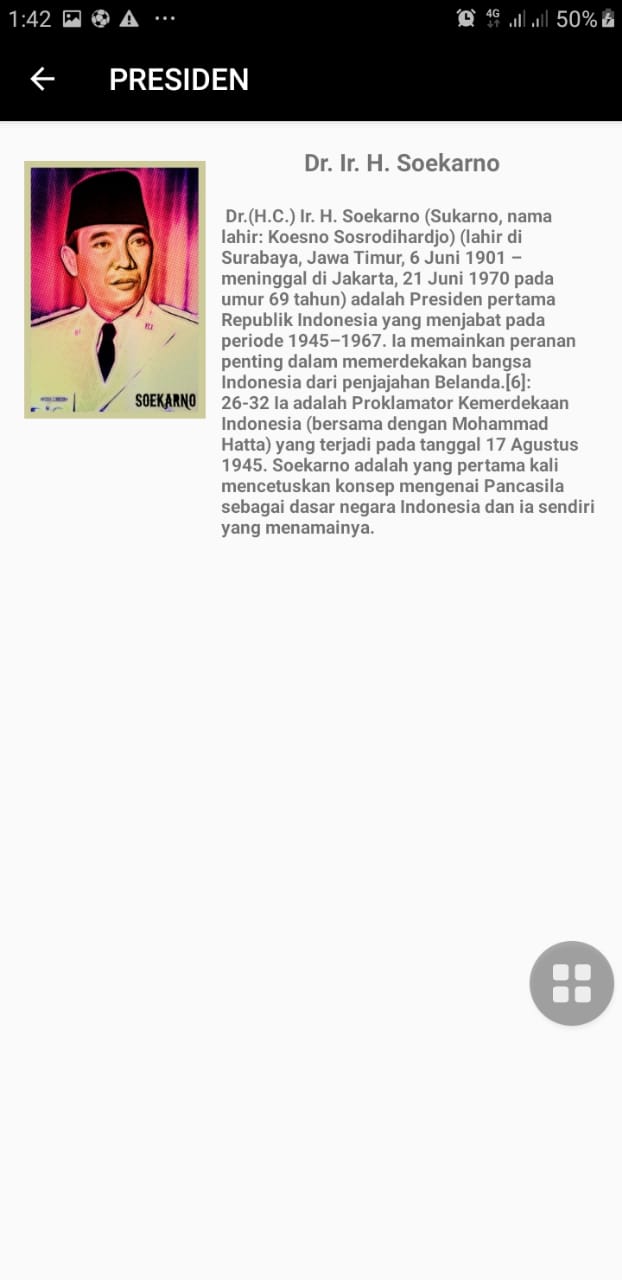 1:42
4G
50%
PRESIDEN
Dr. Ir. H. Soekarno
Dr.(H.C.) Ir. H. Soekarno (Sukarno, nama
lahir: Koesno Sosrodihardjo) (lahir di
Surabaya, Jawa Timur, 6 Juni 1901 –
meninggal di Jakarta, 21 Juni 1970 pada
umur 69 tahun) adalah Presiden pertama
Republik Indonesia yang menjabat pada
periode 1945–1967. Ia memainkan peranan
penting dalam memerdekakan bangsa
Indonesia dari penjajahan Belanda.[6]:
26-32 Ia adalah Proklamator Kemerdekaan
Indonesia (bersama dengan Mohammad
Hatta) yang terjadi pada tanggal 17 Agustus
1945. Soekarno adalah yang pertama kali
mencetuskan konsep mengenai Pancasila
sebagai dasar negara Indonesia dan ia sendiri
yang menamainya.
SOEKARNO